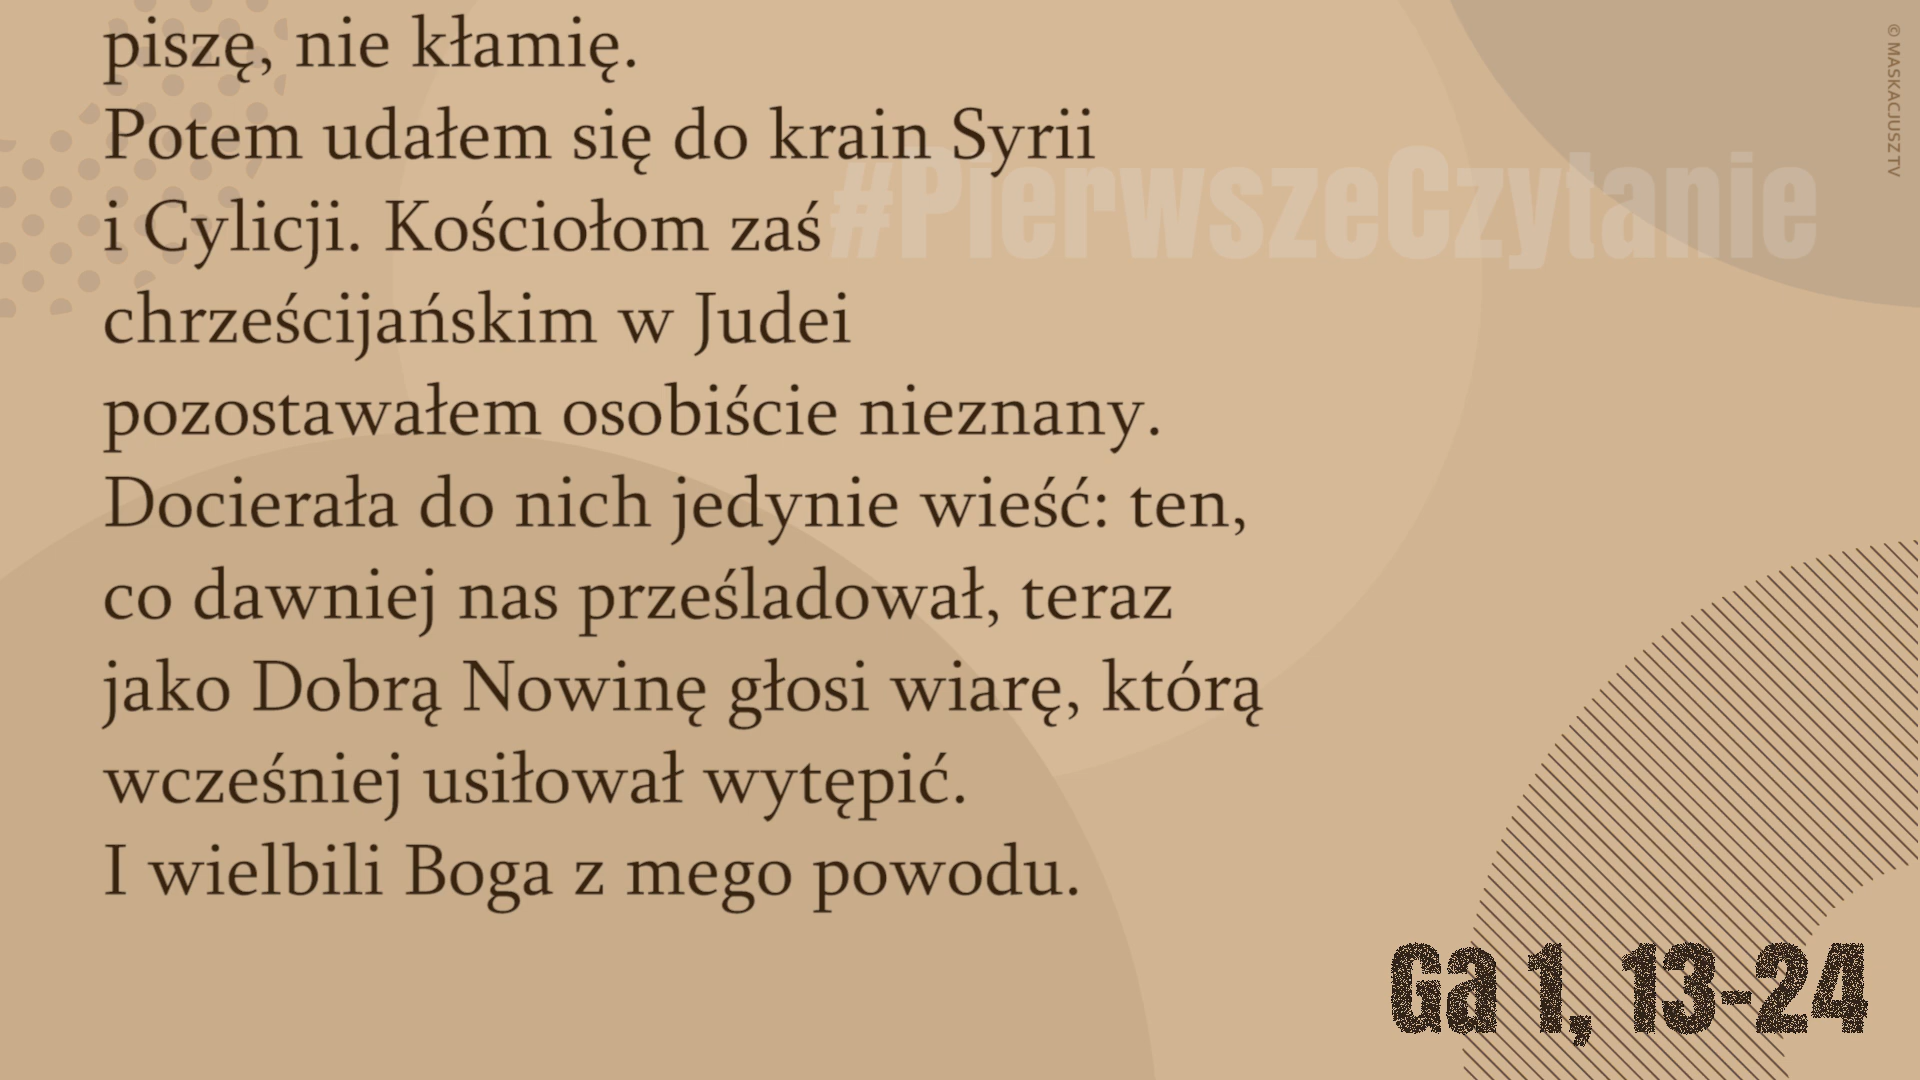 piszę, nie kłamię.
Potem udałem się do krain Syrii
i Cylicji. Kościołom zaś
chrześcijańskim w Judei
pozostawałem osobiście nieznany.
Docierała do nich jedynie wieść: ten,
co dawniej nas prześladował, teraz
jako Dobrą Nowinę głosi wiarę, którą
wcześniej usiłował wytępić.
I wielbili Boga z mego powodu.
#PierwszeCzytanie
© MASKACJUSZ TV
Ga 1, 13-24